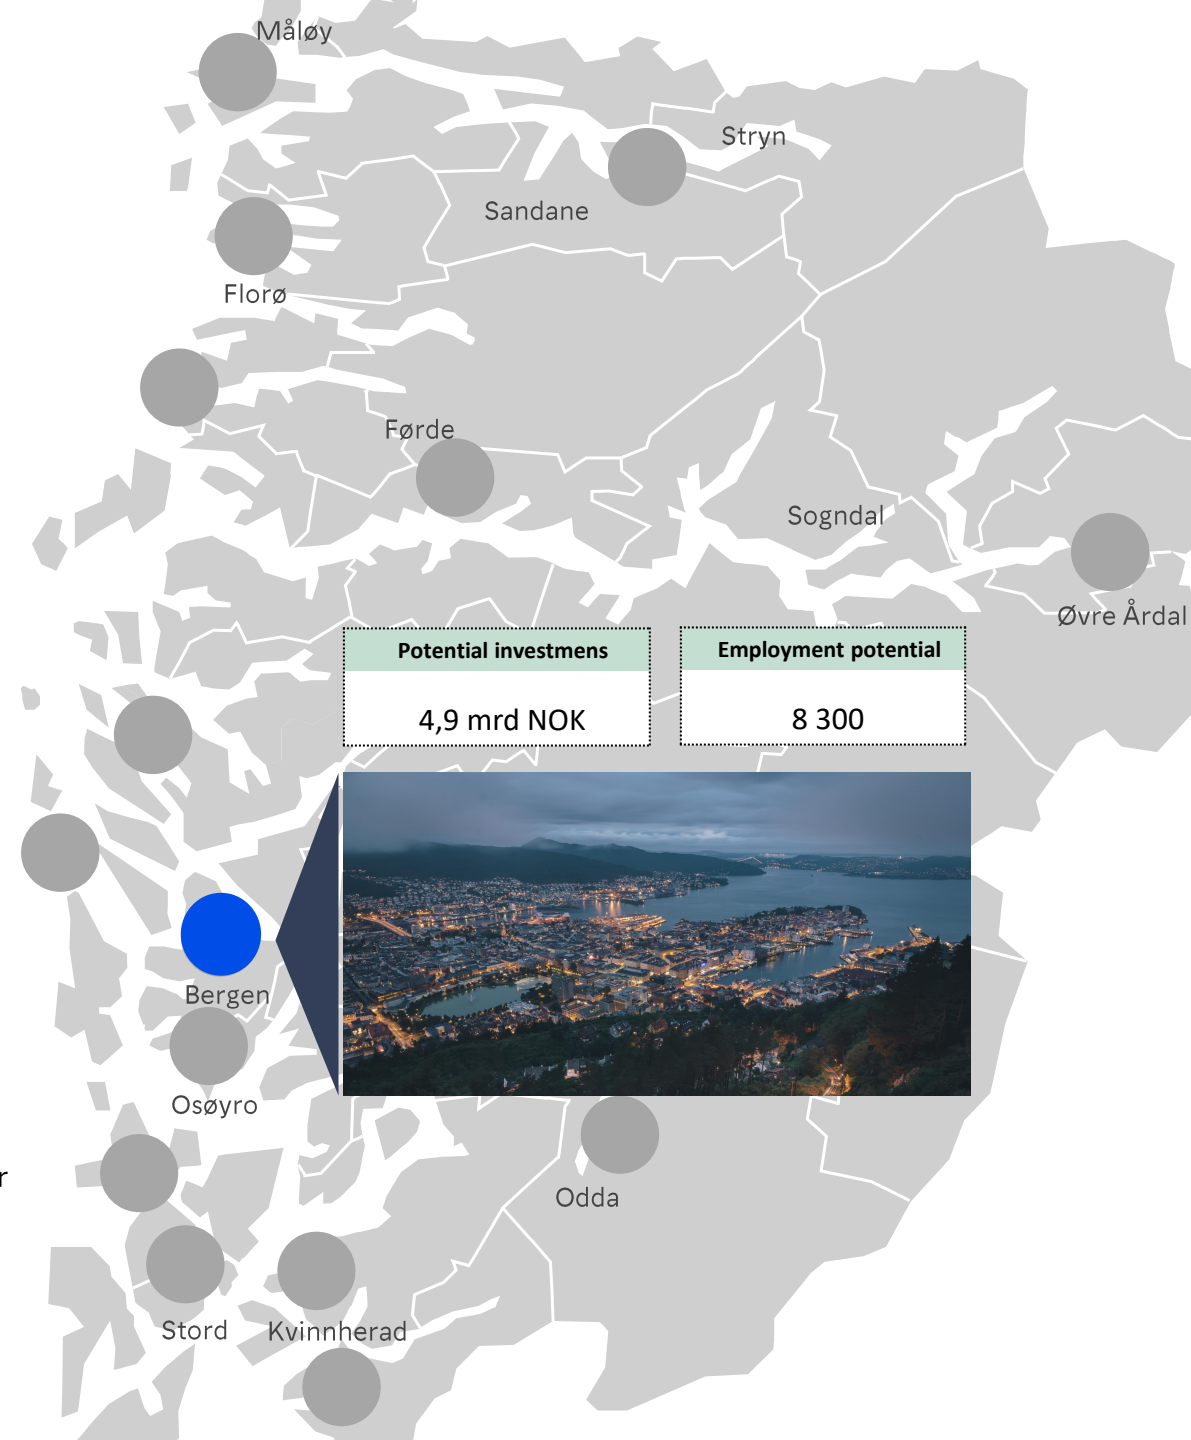 Måløy
Stryn
Sandane
Florø
Førde
Sogndal
Øvre Årdal
Potential investmens
4,9 mrd NOK
Employment potential
8 300
Bergen
Osøyro
r
Odda
Stord
Kvinnherad